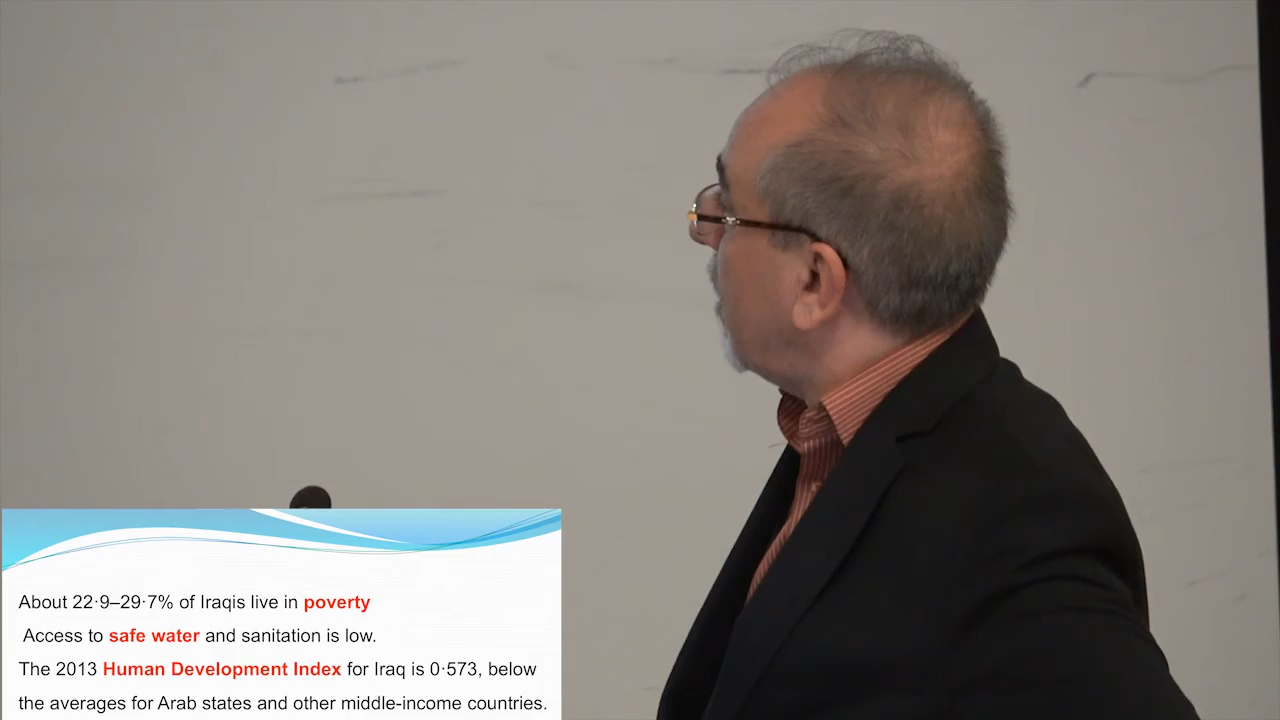 About 22·9–29·7% of Iraqis live in poverty
Access to safe water and sanitation is low.
The 2013 Human Development Index for Iraq is 0·573, below
the averages for Arab states and other middle-income countries.